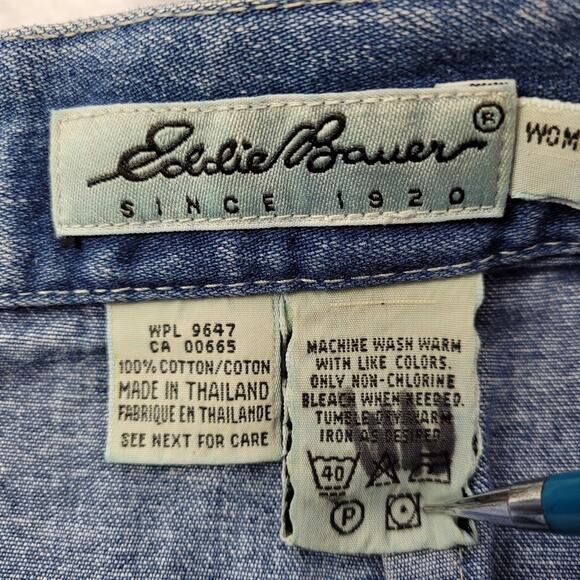 Eddie Bauer ®
SINCE 1920
WOM
WPL 9647
CA 00665
100% COTTON/COTON
MADE IN THAILAND
FABRIQUE EN THAILANDE
SEE NEXT FOR CARE
MACHINE WASH WARM
WITH LIKE COLORS.
ONLY NON-CHLORINE
BLEACH WHEN NEEDED.
TUMBLE DRY WARM
IRON AS DESIRED.
40
P